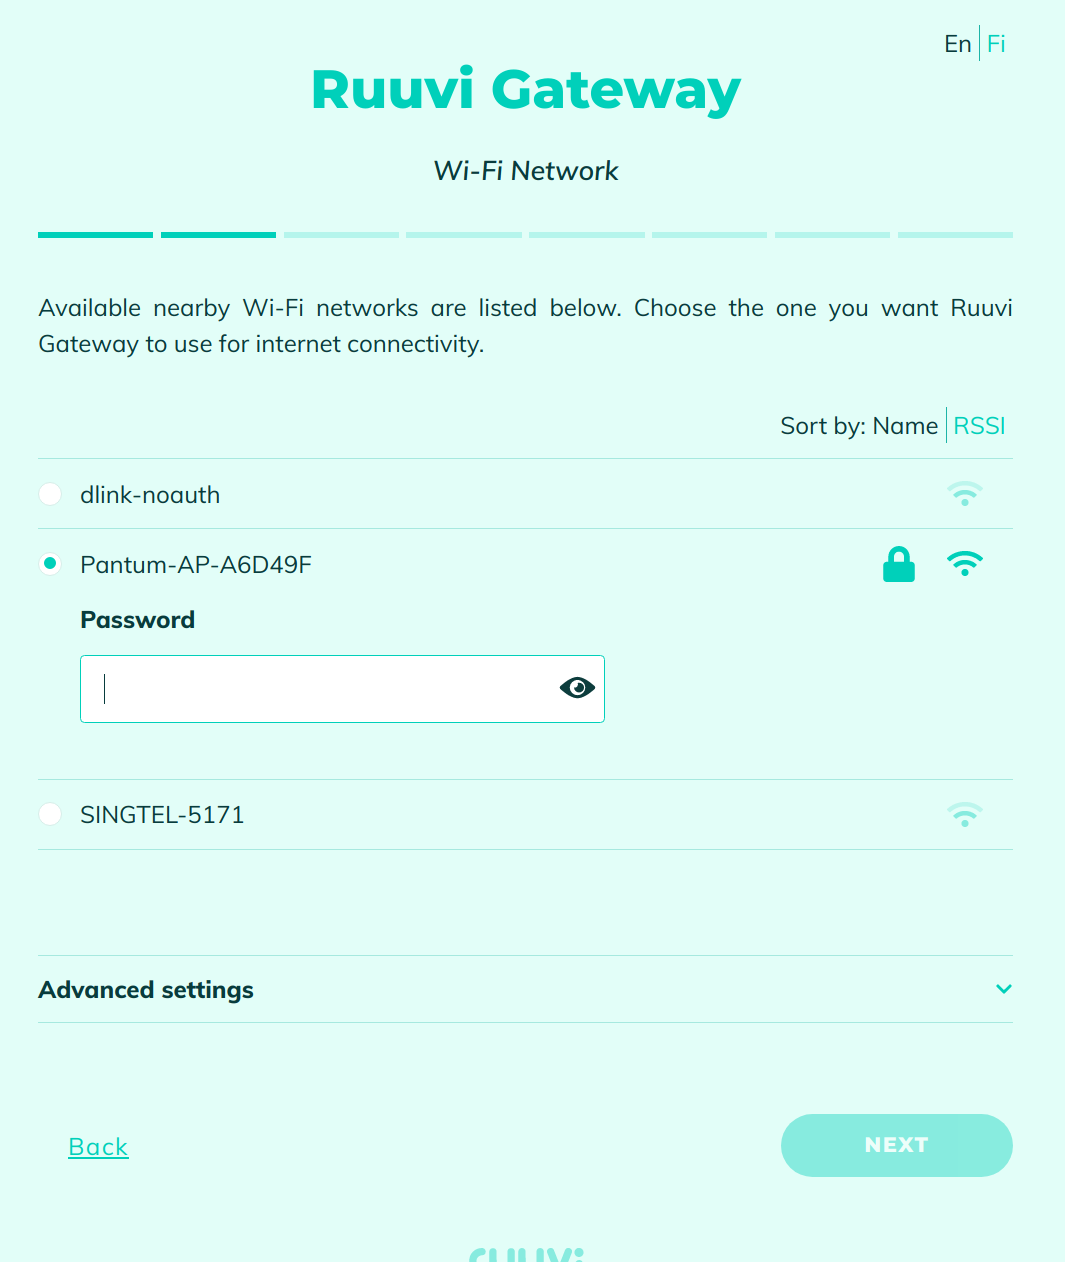 En Fi
Ruuvi Gateway
Wi-Fi Network
Available nearby Wi-Fi networks are listed below. Choose the one you want Ruuvi
Gateway to use for internet connectivity.
Sort by: Name RSSI
dlink-noauth
Pantum-AP-A6D49F
Password
SINGTEL-5171
Advanced settings
Back NEXT